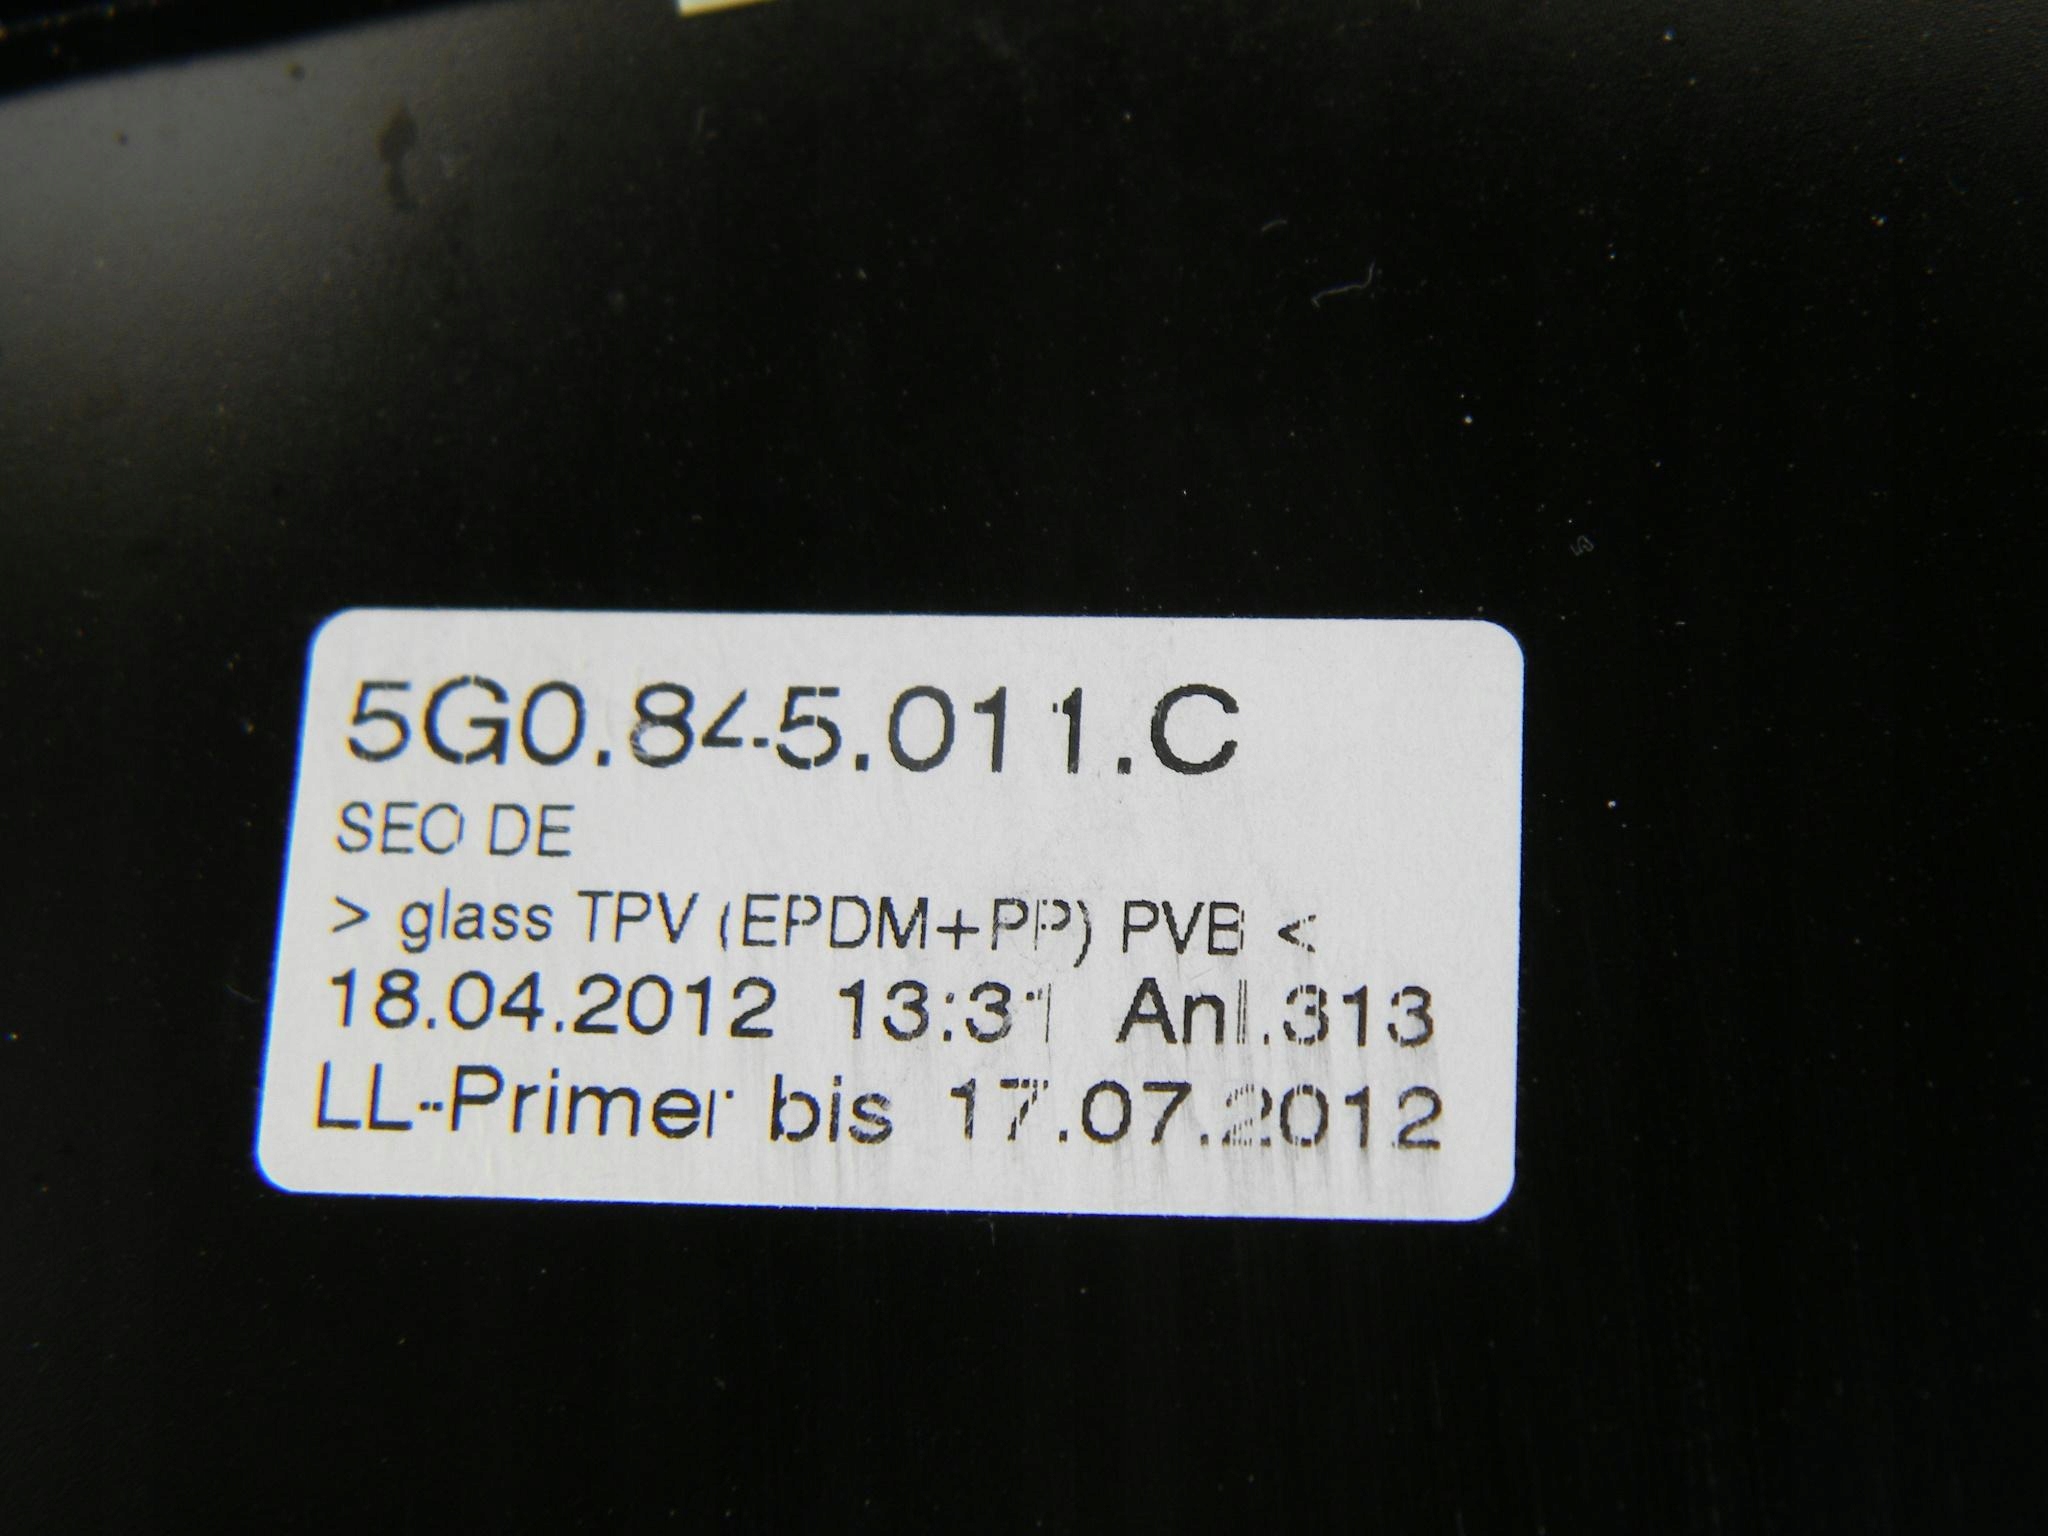 5G0.845.011.C
SEO DE
> glass TPV (EPDM+PP) PVB <
18.04.2012 13:31 Anl.313
LL-Primer bis 17.07.2012